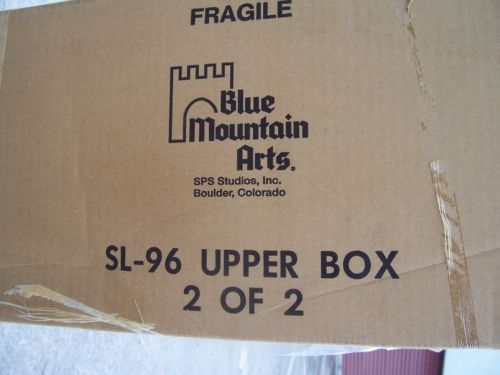 FRAGILE
Blue
Mountain
Arts.
SPS Studios, Inc.
Boulder, Colorado
SL-96 UPPER BOX
2 OF 2